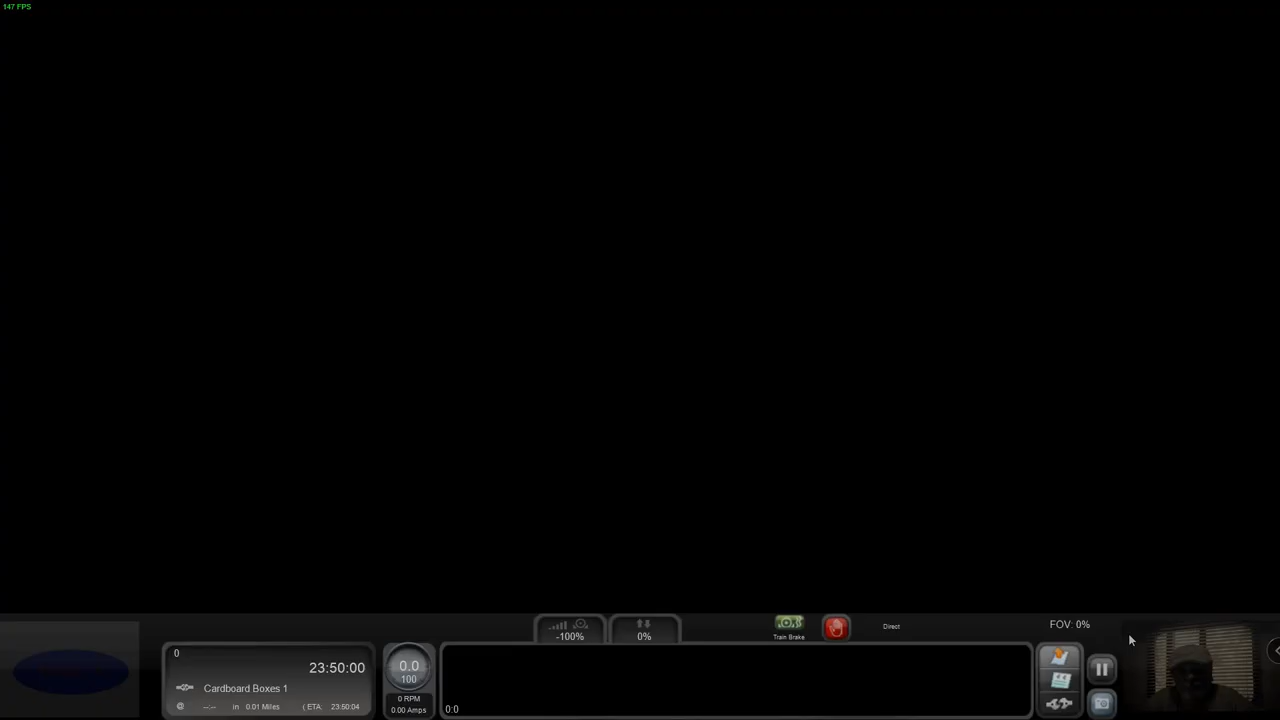 147 FPS
-100%
0%
Train Brake
Direct
FOV: 0%
0
23:50:00
Cardboard Boxes 1
@ --:-- in 0.01 Miles ( ETA: 23:50:04
0.0
100
0 RPM
0.00 Amps
0:0